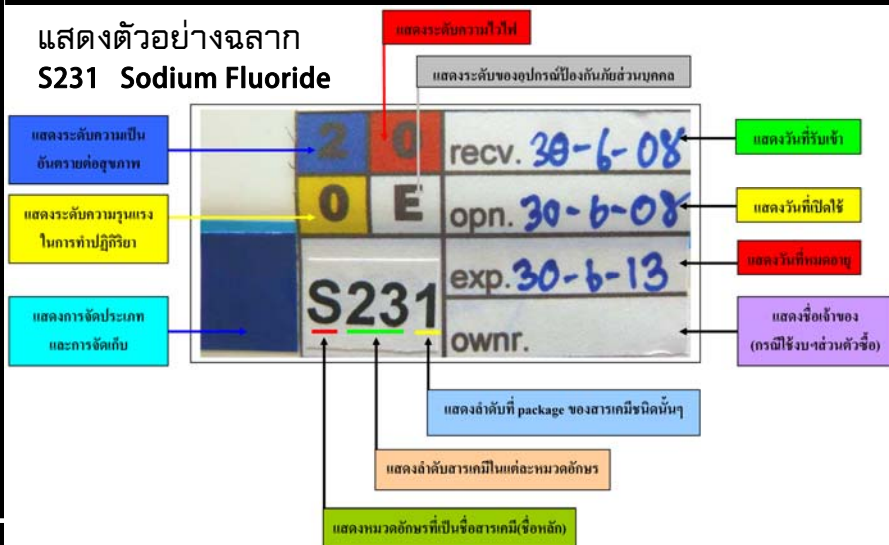 แสดงตัวอย่างฉลาก
S231 Sodium Fluoride
แสดงระดับความไวไฟ
แสดงระดับของอุปกรณ์ป้องกันภัยส่วนบุคคล
แสดงระดับความเป็น
อันตรายต่อสุขภาพ
แสดงระดับความรุนแรง
ในการทำปฏิกิริยา
แสดงการจัดประเภท
และการจัดเก็บ
2 0
0 E
S231
recv. 30-6-08
opn. 30-6-08
exp. 30-6-13
ownr.
แสดงวันที่รับเข้า
แสดงวันที่เปิดใช้
แสดงวันที่หมดอายุ
แสดงชื่อเจ้าของ
(กรณีใช้งบฯส่วนตัวซื้อ)
แสดงลำดับที่ package ของสารเคมีชนิดนั้นๆ
แสดงลำดับสารเคมีในแต่ละหมวดอักษร
แสดงหมวดอักษรที่เป็นชื่อสารเคมี(ชื่อหลัก)